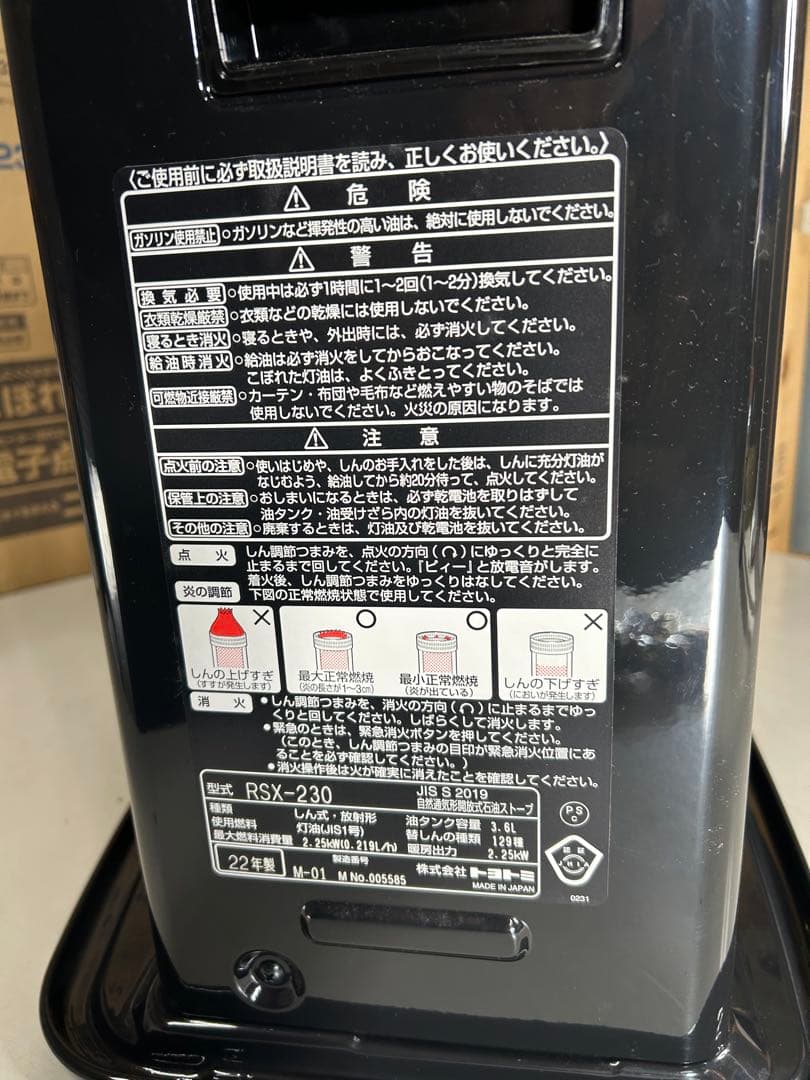 〈ご使用前に必ず取扱説明書を読み、正しくお使いください。〉
⚠ 危険
ガソリン使用禁止 ○ガソリンなど揮発性の高い油は、絶対に使用しないでください。
⚠ 警告
換気必要 ○使用中は必ず1時間に1～2回(1～2分)換気してください。
衣類乾燥厳禁 ○衣類などの乾燥には使用しないでください。
寝るとき消火 ○寝るときや、外出時には、必ず消火してください。
給油時消火 ○給油は必ず消火をしてからおこなってください。
こぼれた灯油は、よくふきとってください。
可燃物近接厳禁 ○カーテン・布団や毛布など燃えやすい物のそばでは
使用しないでください。火災の原因になります。
⚠ 注意
点火前の注意 ○使いはじめや、しんのお手入れをした後は、しんに充分灯油が
なじむよう、給油してから約20分待って、点火してください。
保管上の注意 ○おしまいになるときは、必ず乾電池を取りはずして
油タンク・油受けざら内の灯油を抜いてください。
その他の注意 ○廃棄するときは、灯油及び乾電池を抜いてください。
点火 しん調節つまみを、点火の方向()にゆっくりと完全に
止まるまで回してください。「ピィー」と放電音がします。
炎の調節 着火後、しん調節つまみをゆっくりはなしてください。
下図の正常燃焼状態で使用してください。
しんの上げすぎ
(すすが発生します)
最大正常燃焼
(炎の長さが1～3cm)
最小正常燃焼
(炎が出ている)
しんの下げすぎ
(においが発生します)
消火 •しん調節つまみを、消火の方向()に止まるまでゆっ
くりと回してください。しばらくして消火します。
•緊急のときは、緊急消火ボタンを押してください。
(このとき、しん調節つまみの目印が緊急消火位置にあ
ることを必ず確認してください。)
•消火操作後は火が確実に消えたことを確認してください。
型式 RSX-230 JIS S 2019
自然通気形開放式石油ストーブ
種類 しん式・放射形
使用燃料 灯油(JIS1号)
最大燃料消費量 2.25kW(0.219L/h)
油タンク容量 3.6L
替しんの種類 129種
暖房出力 2.25kW
22年製 製造番号
M-01 M No.005585
株式会社トヨトミ
MADE IN JAPAN
PS
C
認証
JHIA
0231